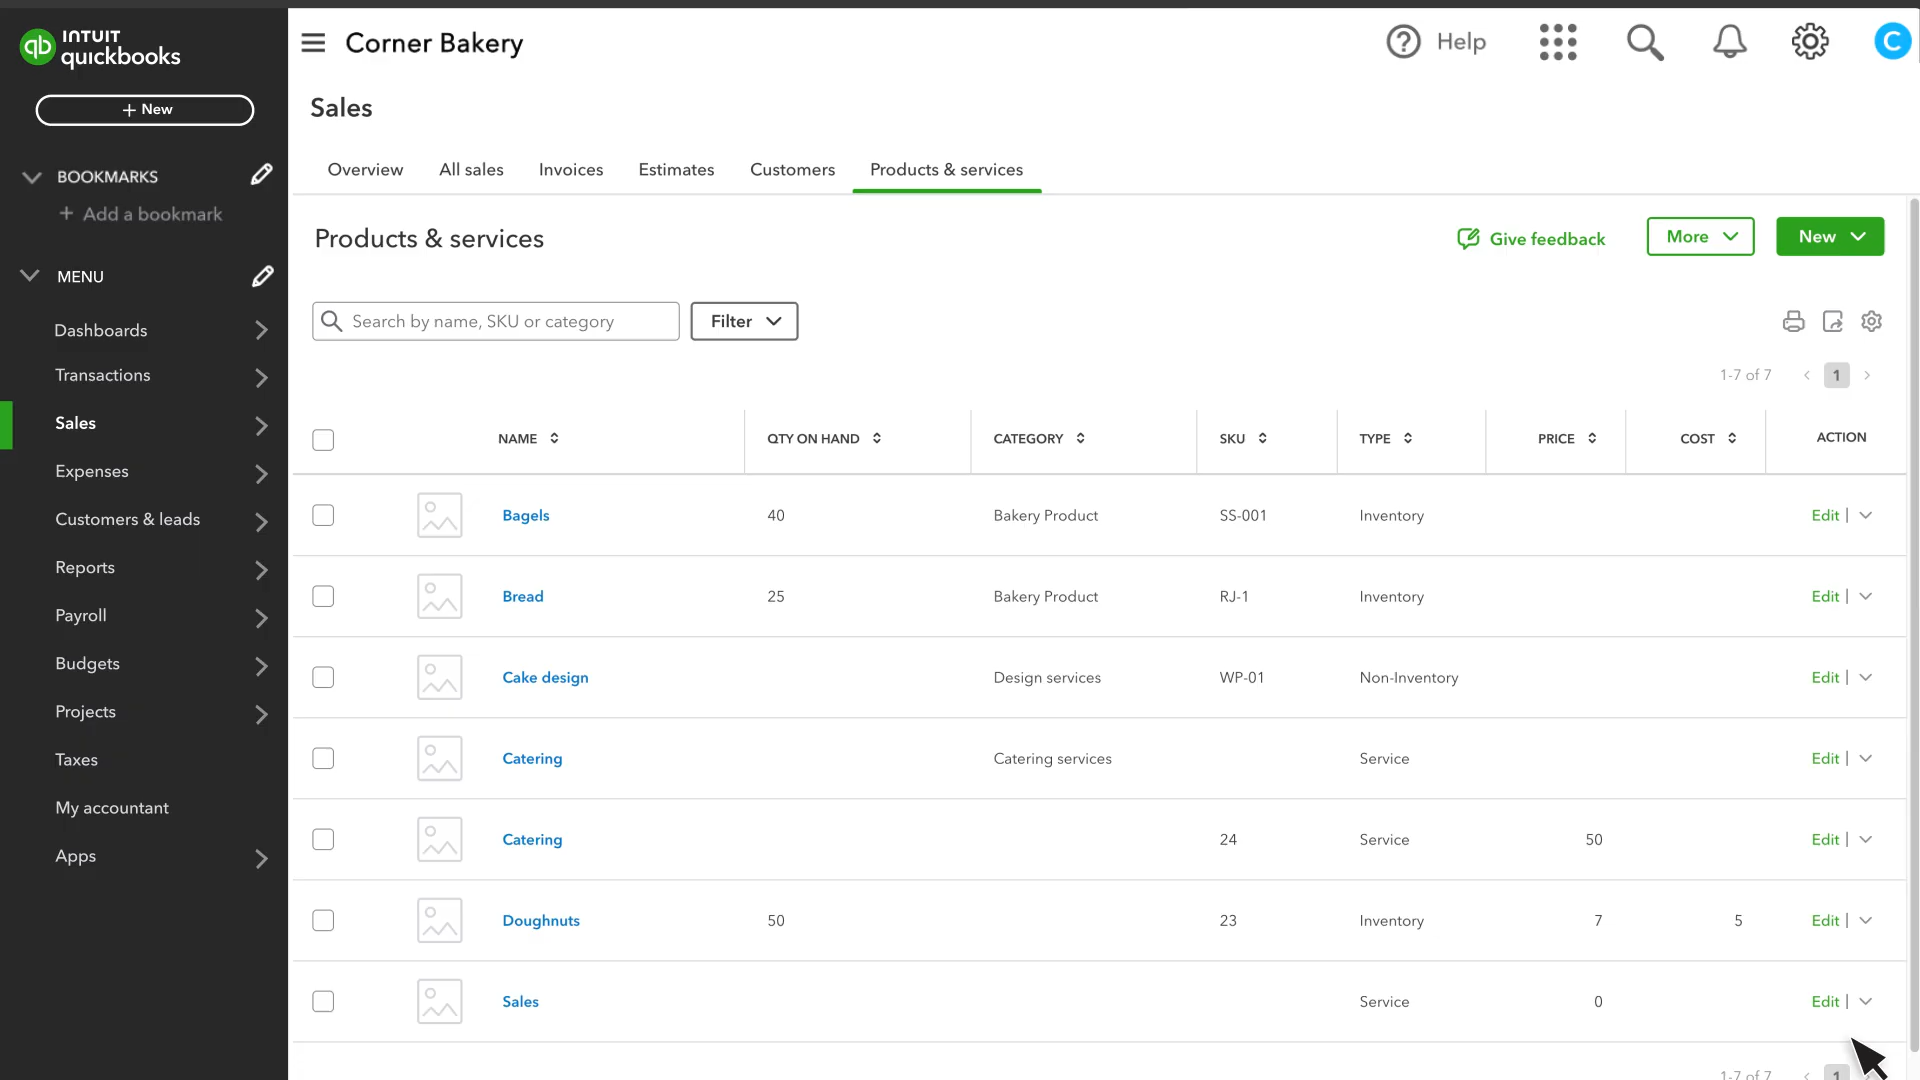 INTUIT
quickbooks
Corner Bakery
Help
C
+ New
Sales
BOOKMARKS
+ Add a bookmark
Overview
All sales
Invoices
Estimates
Customers
Products & services
MENU
Dashboards
Transactions
Sales
Expenses
Customers & leads
Reports
Payroll
Budgets
Projects
Taxes
My accountant
Apps
Products & services
Give feedback
More
New
Search by name, SKU or category
Filter
1-7 of 7 < 1 >
NAME QTY ON HAND CATEGORY SKU TYPE PRICE COST ACTION
Bagels 40 Bakery Product SS-001 Inventory Edit |
Bread 25 Bakery Product RJ-1 Inventory Edit |
Cake design Design services WP-01 Non-Inventory Edit |
Catering Catering services Service Edit |
Catering 24 Service 50 Edit |
Doughnuts 50 23 Inventory 7 5 Edit |
Sales Service 0 Edit |
1-7 of 7 < 1